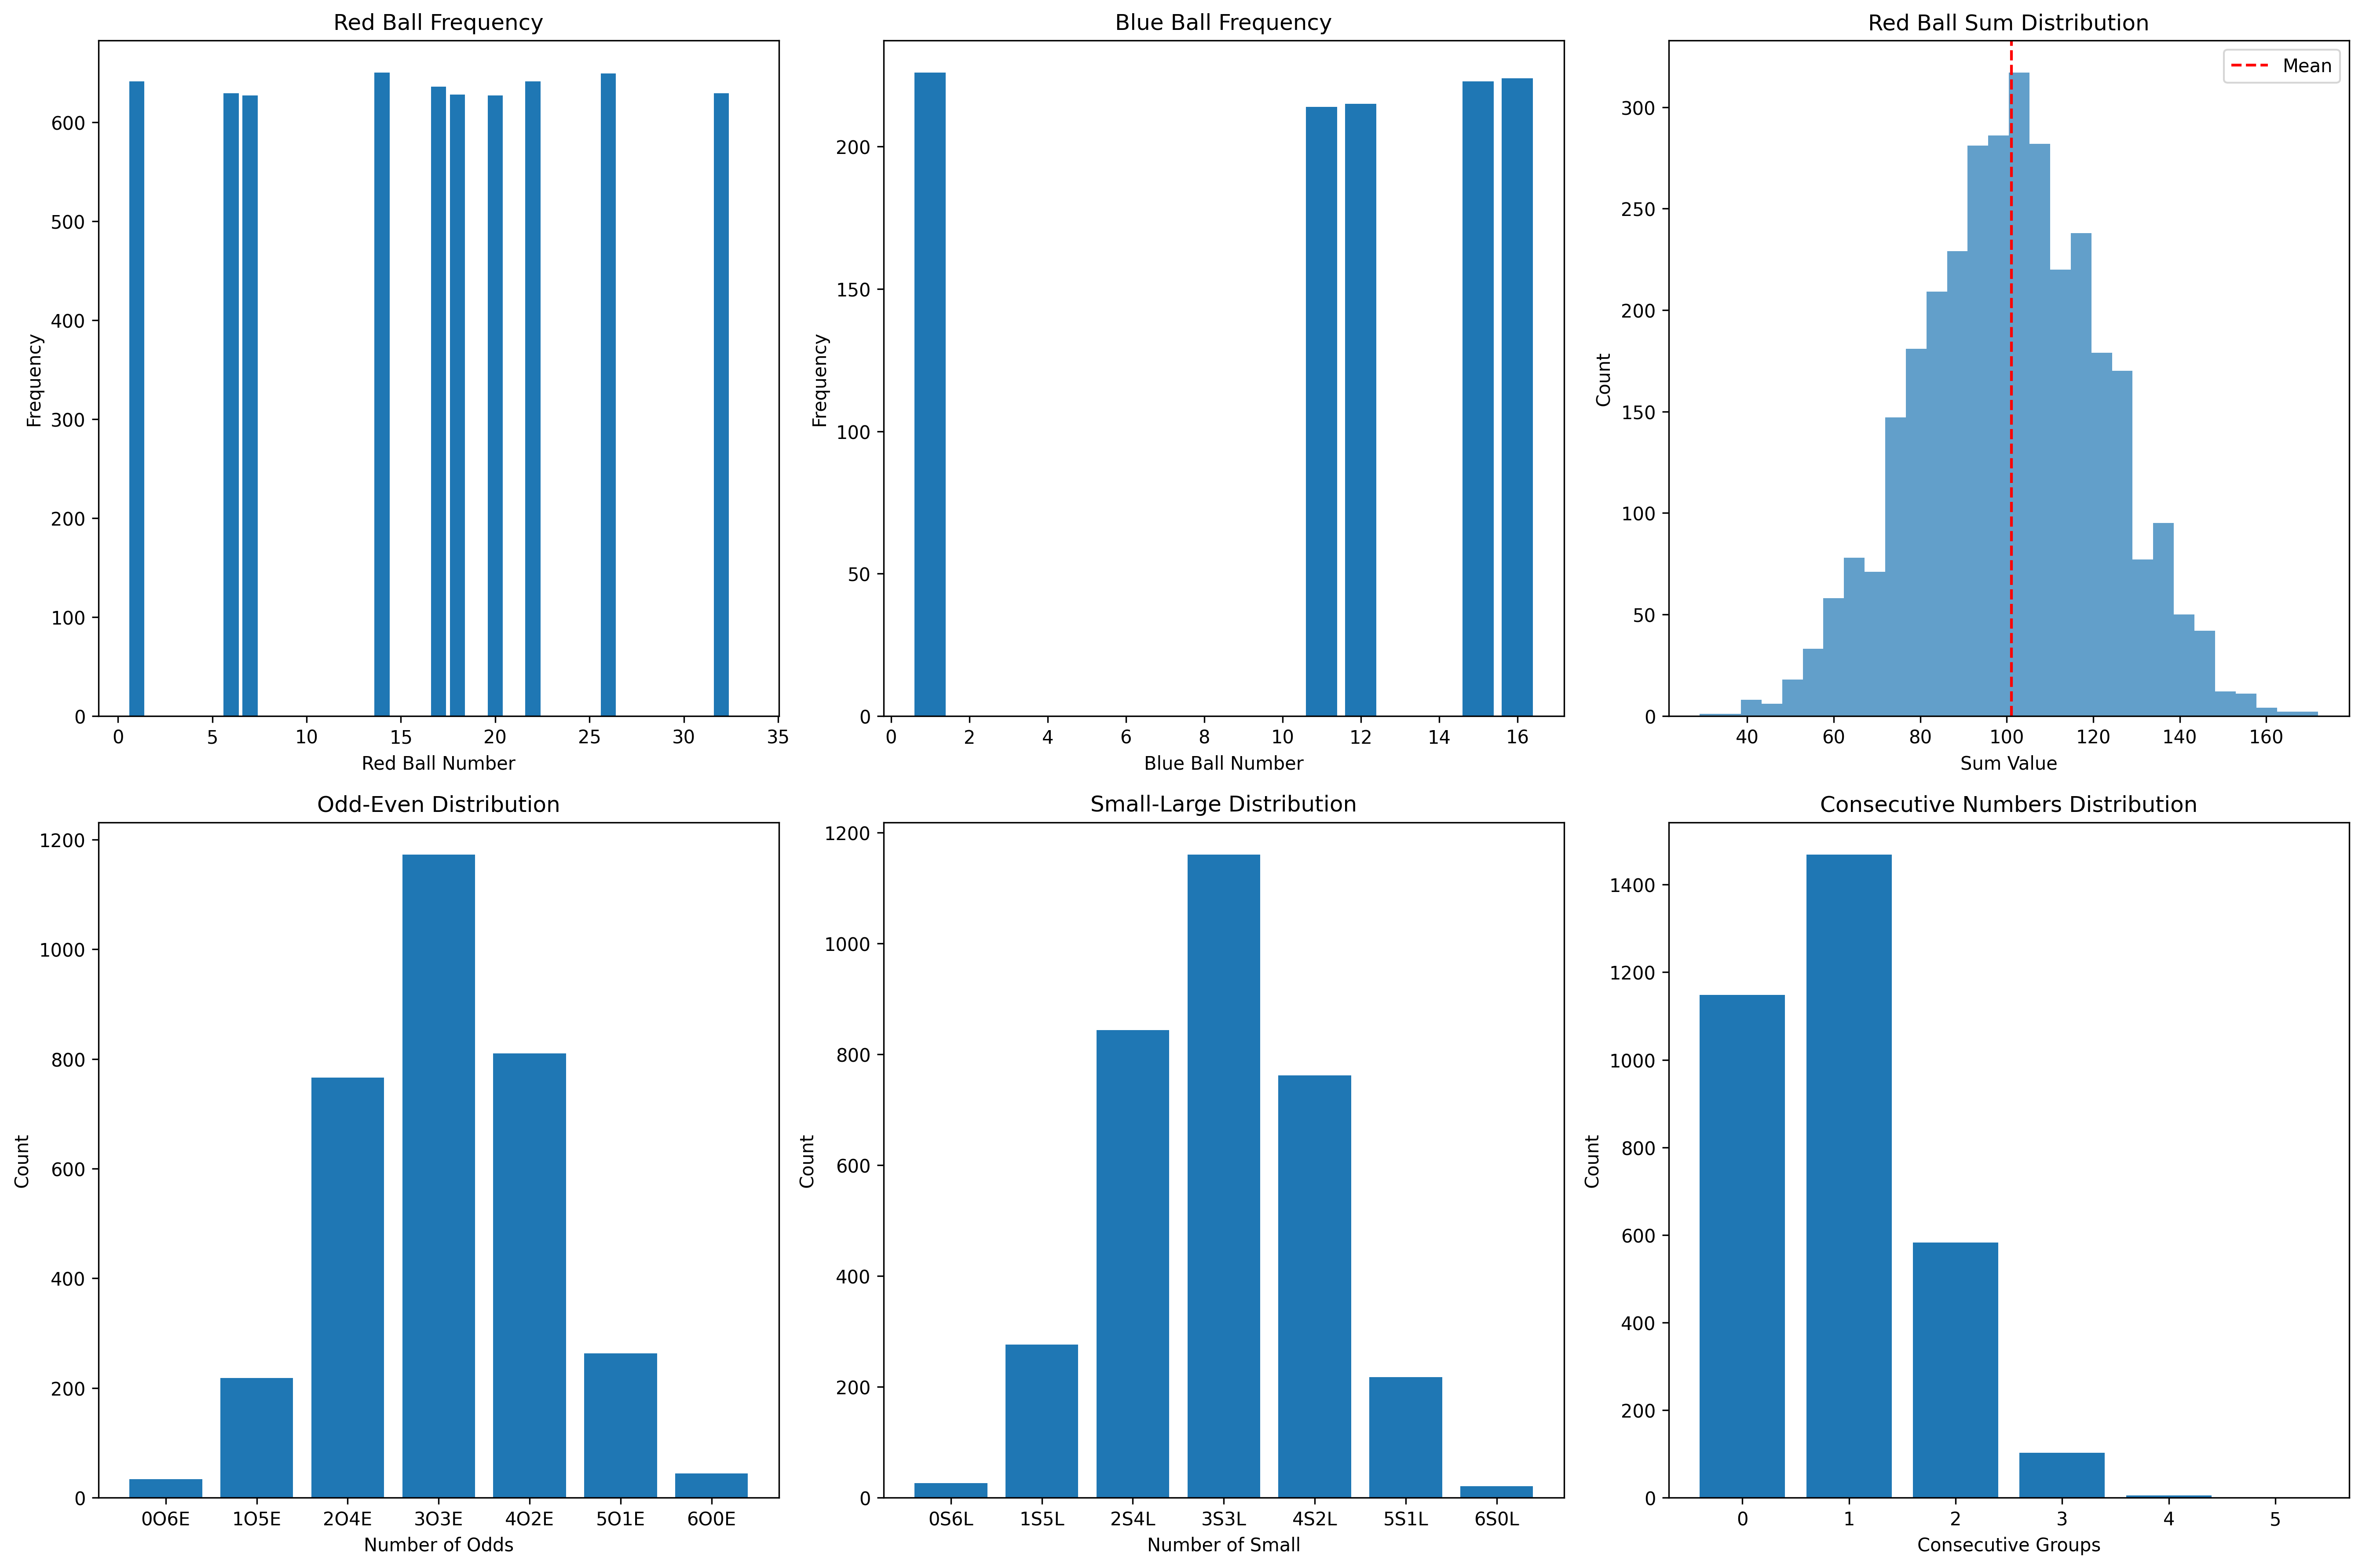 Red Ball Frequency
Frequency
600
500
400
300
200
100
0
0 5 10 15 20 25 30 35
Red Ball Number
Blue Ball Frequency
Frequency
200
150
100
50
0
0 2 4 6 8 10 12 14 16
Blue Ball Number
Red Ball Sum Distribution
Mean
Count
300
250
200
150
100
50
0
40 60 80 100 120 140 160
Sum Value
Odd-Even Distribution
Count
1200
1000
800
600
400
200
0
0O6E 1O5E 2O4E 3O3E 4O2E 5O1E 6O0E
Number of Odds
Small-Large Distribution
Count
1200
1000
800
600
400
200
0
0S6L 1S5L 2S4L 3S3L 4S2L 5S1L 6S0L
Number of Small
Consecutive Numbers Distribution
Count
1400
1200
1000
800
600
400
200
0
0 1 2 3 4 5
Consecutive Groups